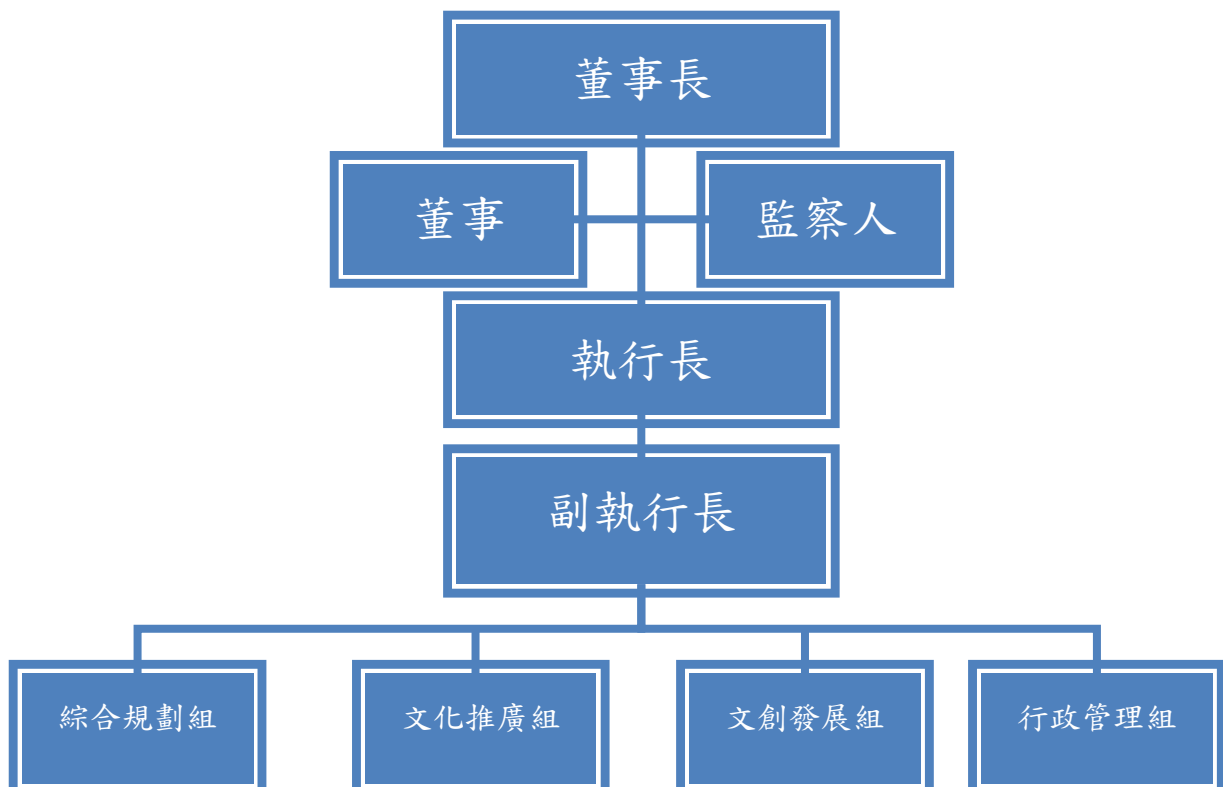 董事長
董事
監察人
執行長
副執行長
綜合規劃組
文化推廣組
文創發展組
行政管理組